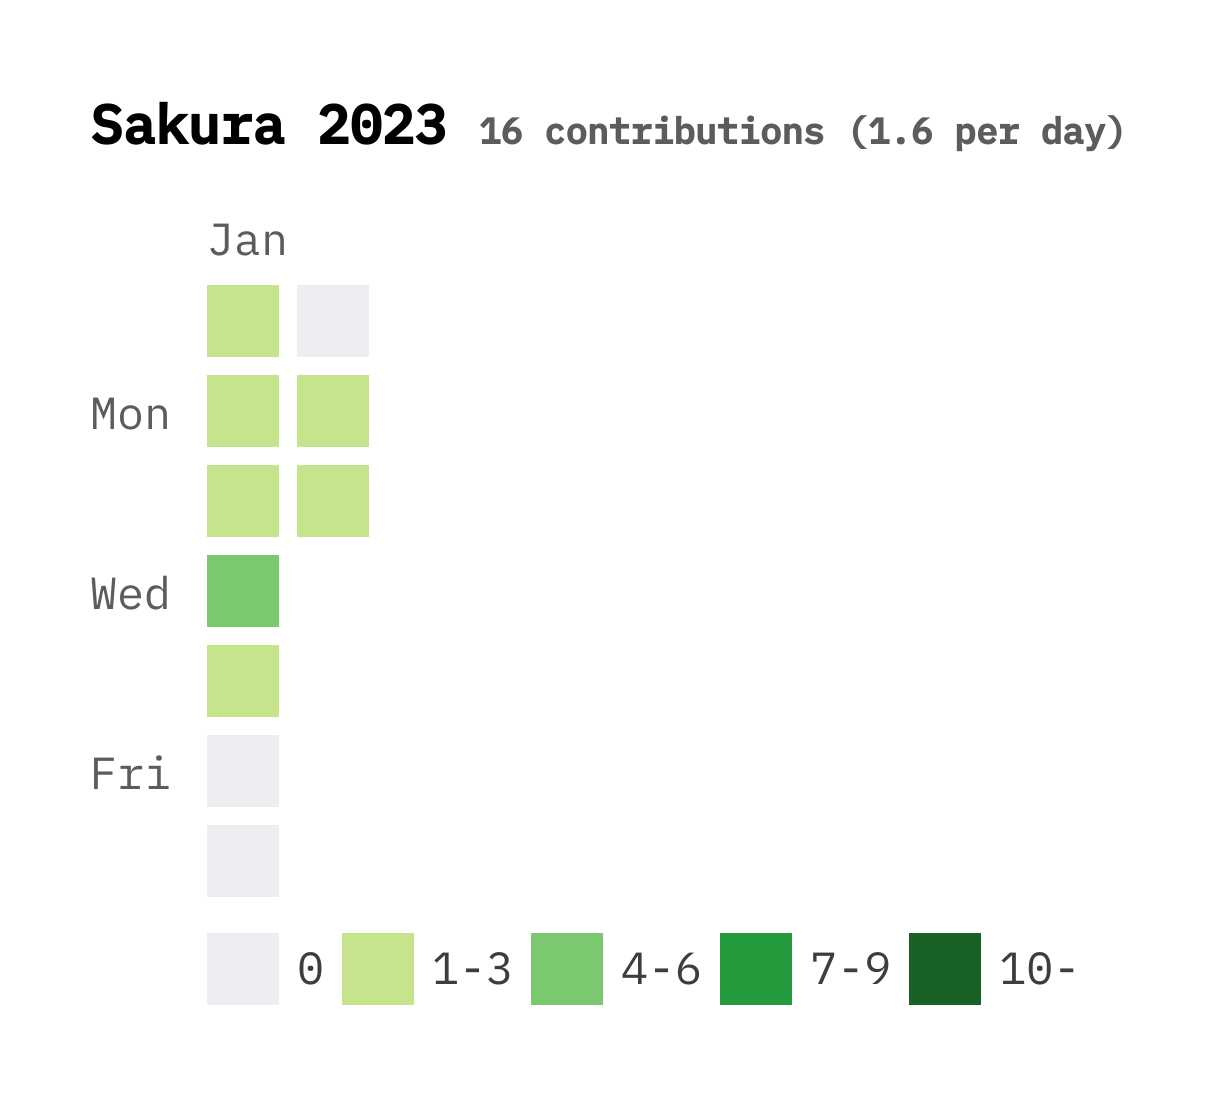 Sakura 2023 16 contributions (1.6 per day)
Jan
Mon
Wed
Fri
0 1-3 4-6 7-9 10-